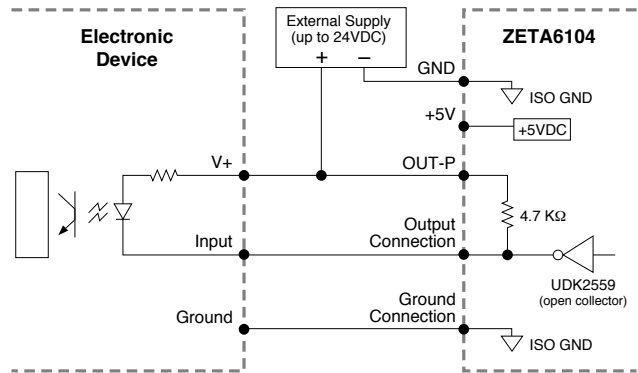 Electronic
Device
External Supply
(up to 24VDC)
+ –
ZETA6104
GND
ISO GND
+5V
+5VDC
V+
OUT-P
4.7 KΩ
Input
Output
Connection
UDK2559
(open collector)
Ground
Ground
Connection
ISO GND